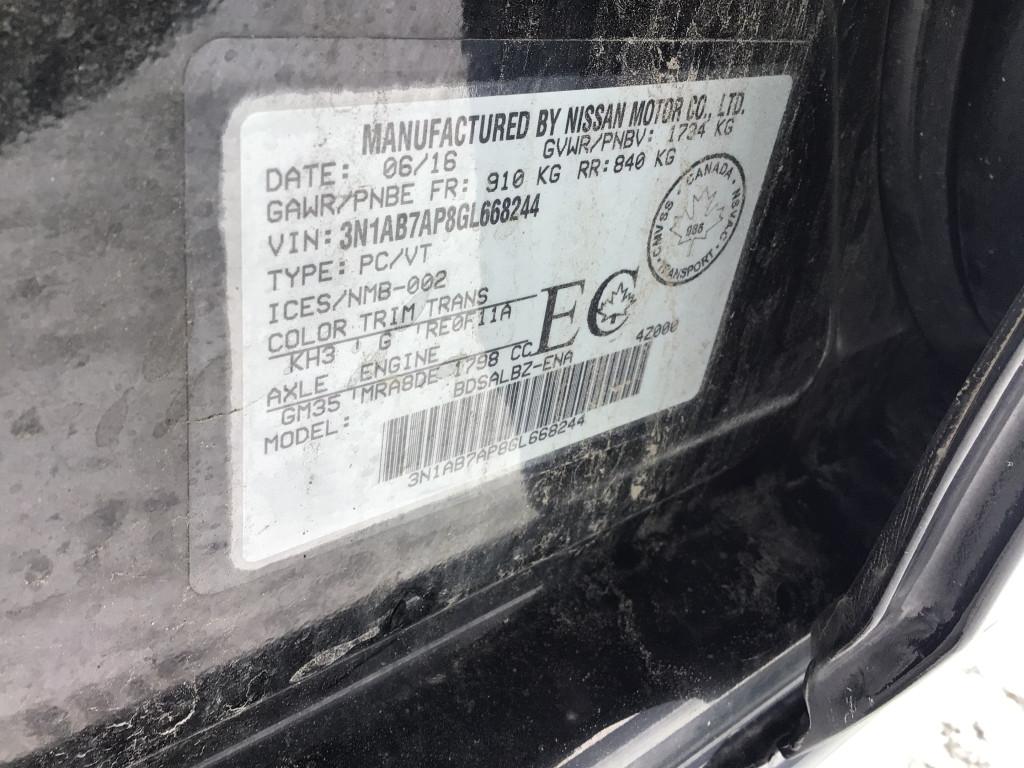 MANUFACTURED BY NISSAN MOTOR CO., LTD.
DATE: 06/16 GVWR/PNBV: 1734 KG
GAWR/PNBE FR: 910 KG RR: 840 KG
VIN: 3N1AB7AP8GL668244
TYPE: PC/VT
ICES/NMB-002
COLOR TRIM/TRANS
KH3 G RE0F11A
AXLE ENGINE
GM35 MRA8DE 1798 CC
MODEL: BDSALBZ-ENA 42000
3N1AB7AP8GL668244
EC
CANADA NSVAC TRANSPORT CMVSS